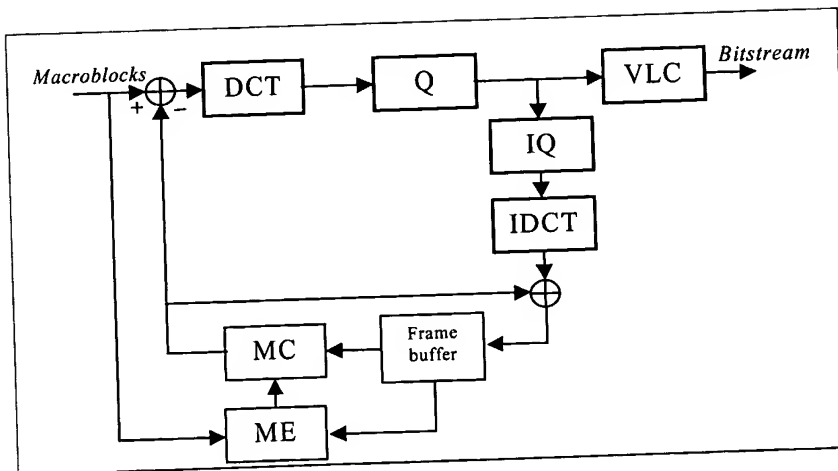 Macroblocks
+
−
DCT
Q
VLC
Bitstream
IQ
IDCT
Frame
buffer
MC
ME